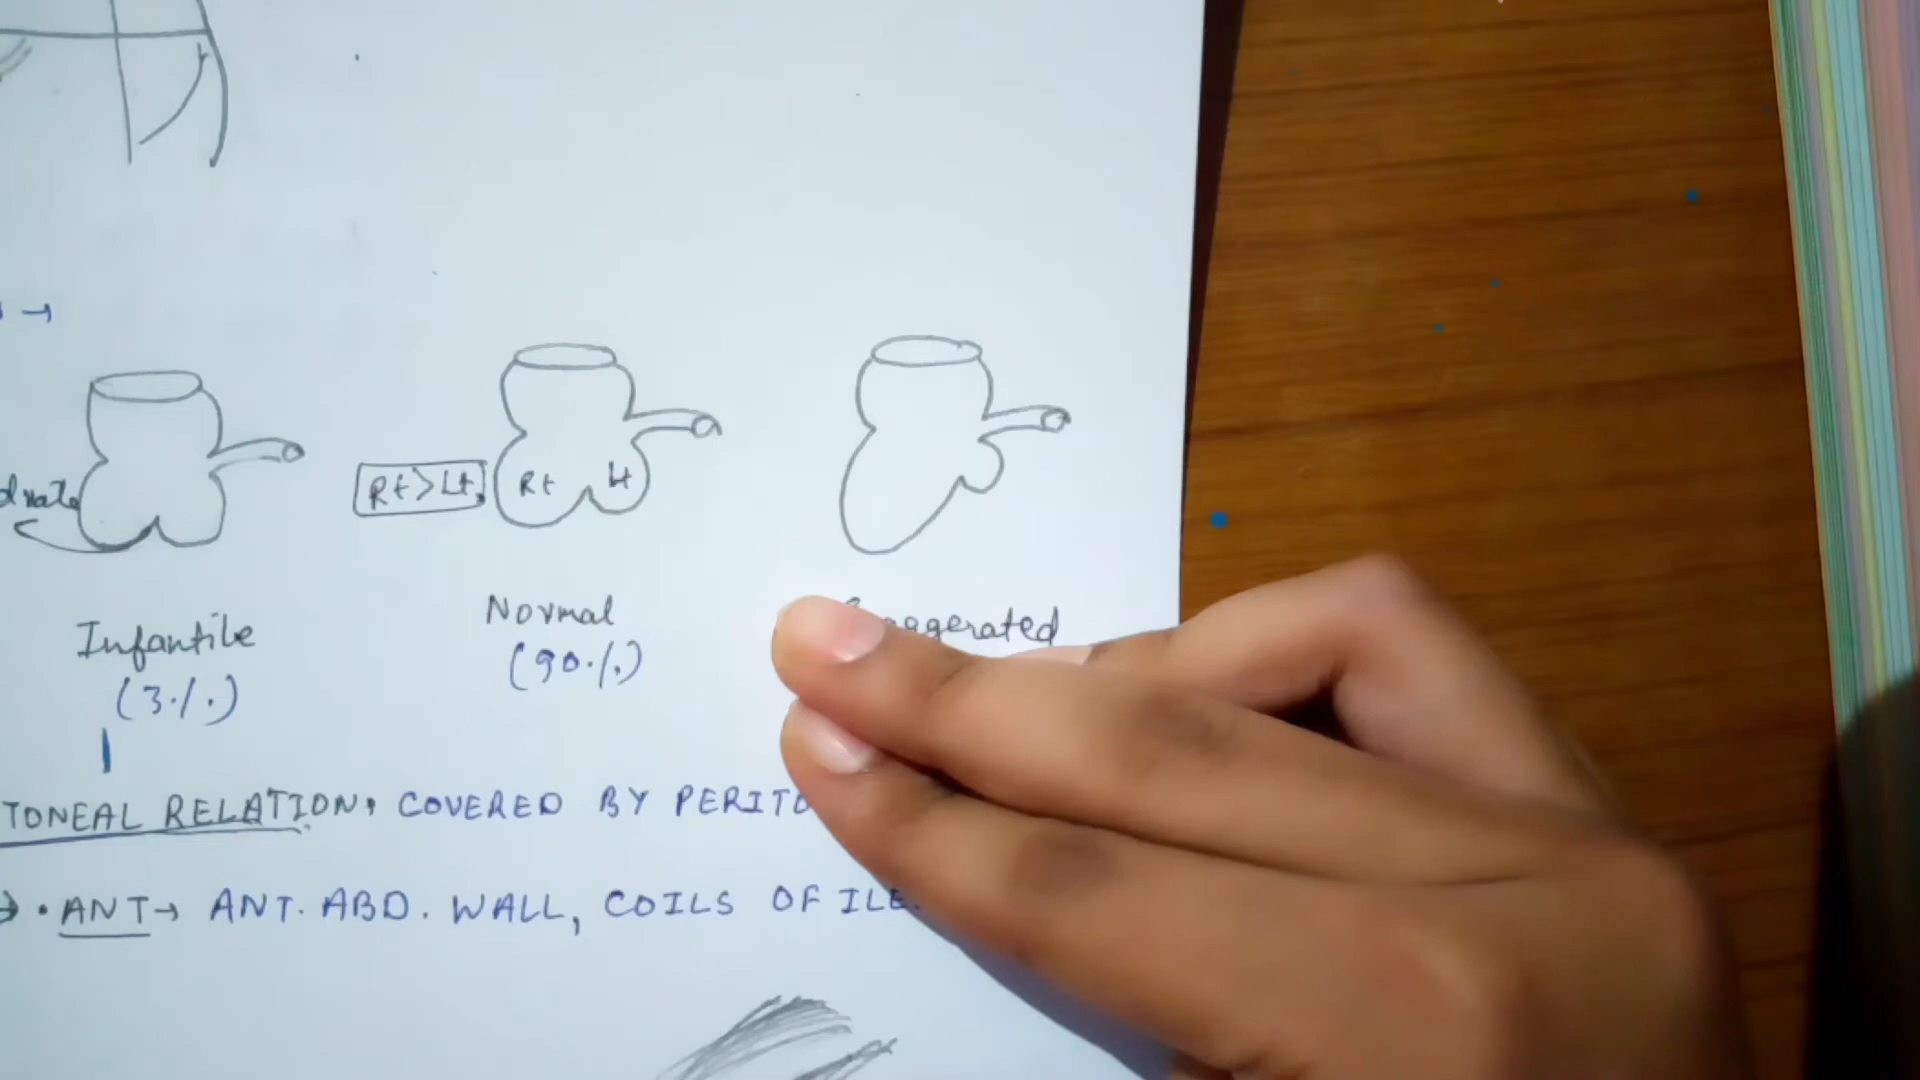 →
Rt>Lt.
Rt Lt
Infantile
(3%)
Normal
(90%)
TONEAL RELATION, COVERED BY PERITO
• ANT→ ANT. ABD. WALL, COILS OF ILE